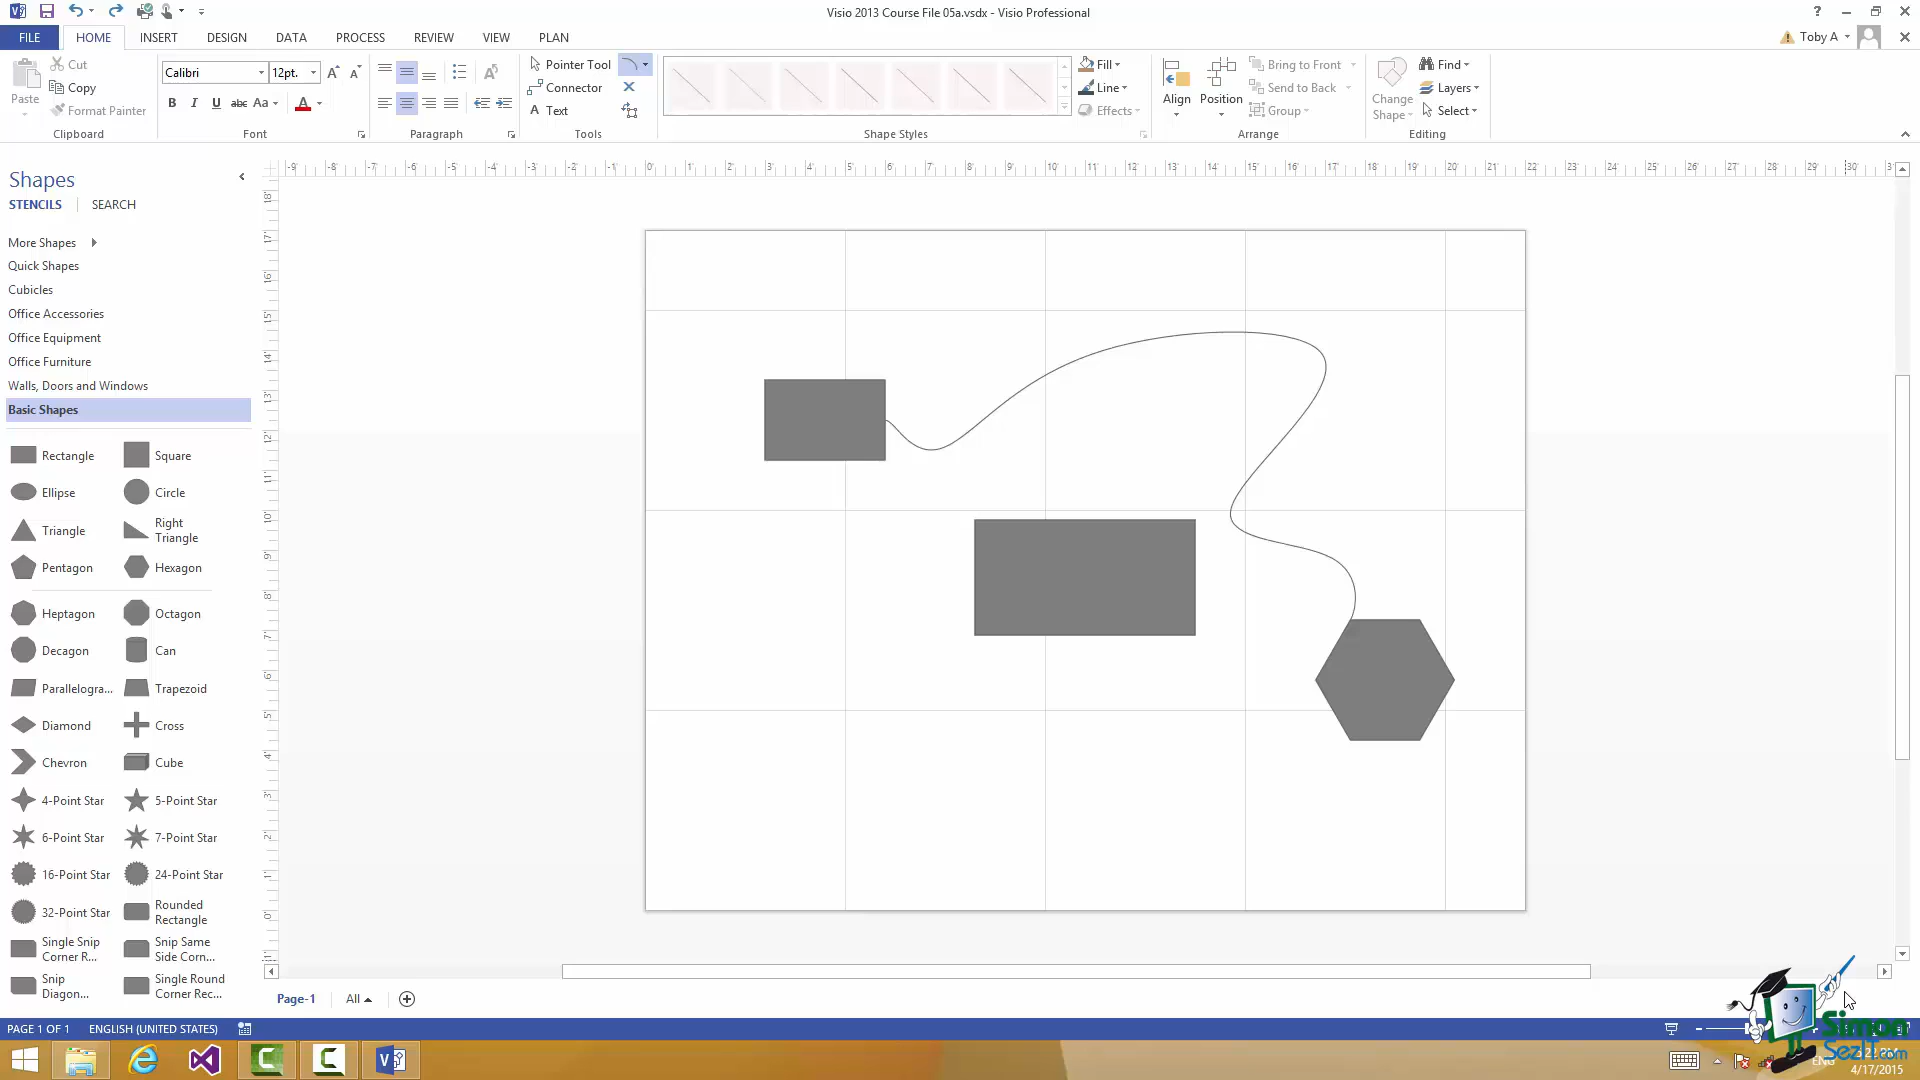 Visio 2013 Course File 05a.vsdx - Visio Professional
FILE HOME INSERT DESIGN DATA PROCESS REVIEW VIEW PLAN
Toby A
Paste
Cut
Copy
Format Painter
Clipboard
Calibri 12pt.
B I U abc Aa A
Font
Paragraph
Pointer Tool
Connector
A Text
Tools
Shape Styles
Fill
Line
Effects
Align
Position
Bring to Front
Send to Back
Group
Arrange
Change
Shape
Find
Layers
Select
Editing
Shapes
STENCILS SEARCH
More Shapes
Quick Shapes
Cubicles
Office Accessories
Office Equipment
Office Furniture
Walls, Doors and Windows
Basic Shapes
Rectangle Square
Ellipse Circle
Triangle Right Triangle
Pentagon Hexagon
Heptagon Octagon
Decagon Can
Parallelogra... Trapezoid
Diamond Cross
Chevron Cube
4-Point Star 5-Point Star
6-Point Star 7-Point Star
16-Point Star 24-Point Star
32-Point Star Rounded Rectangle
Single Snip Corner R... Snip Same Side Corn...
Snip Diagon... Single Round Corner Rec...
Page-1 All
PAGE 1 OF 1 ENGLISH (UNITED STATES)
Simon
SezIT.com
4/17/2015